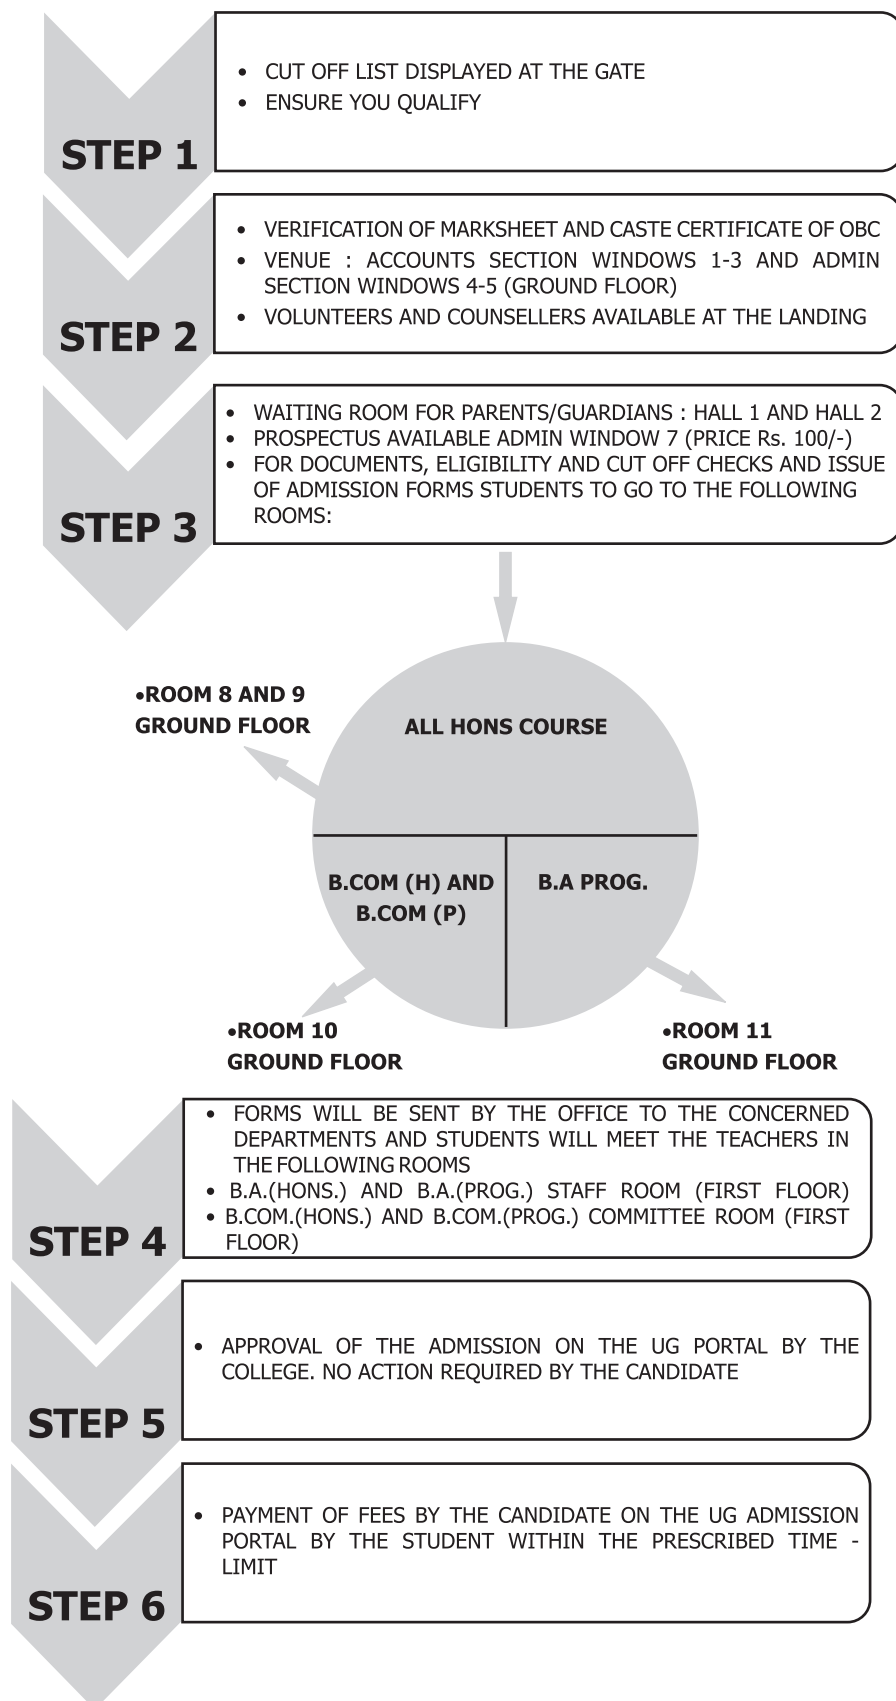 STEP 1
• CUT OFF LIST DISPLAYED AT THE GATE
• ENSURE YOU QUALIFY
STEP 2
• VERIFICATION OF MARKSHEET AND CASTE CERTIFICATE OF OBC
• VENUE : ACCOUNTS SECTION WINDOWS 1-3 AND ADMIN
SECTION WINDOWS 4-5 (GROUND FLOOR)
• VOLUNTEERS AND COUNSELLERS AVAILABLE AT THE LANDING
STEP 3
• WAITING ROOM FOR PARENTS/GUARDIANS : HALL 1 AND HALL 2
• PROSPECTUS AVAILABLE ADMIN WINDOW 7 (PRICE Rs. 100/-)
• FOR DOCUMENTS, ELIGIBILITY AND CUT OFF CHECKS AND ISSUE
OF ADMISSION FORMS STUDENTS TO GO TO THE FOLLOWING
ROOMS:
•ROOM 8 AND 9
GROUND FLOOR
ALL HONS COURSE
B.COM (H) AND
B.COM (P)
B.A PROG.
•ROOM 10
GROUND FLOOR
•ROOM 11
GROUND FLOOR
STEP 4
• FORMS WILL BE SENT BY THE OFFICE TO THE CONCERNED
DEPARTMENTS AND STUDENTS WILL MEET THE TEACHERS IN
THE FOLLOWING ROOMS
• B.A.(HONS.) AND B.A.(PROG.) STAFF ROOM (FIRST FLOOR)
• B.COM.(HONS.) AND B.COM.(PROG.) COMMITTEE ROOM (FIRST
FLOOR)
STEP 5
• APPROVAL OF THE ADMISSION ON THE UG PORTAL BY THE
COLLEGE. NO ACTION REQUIRED BY THE CANDIDATE
STEP 6
• PAYMENT OF FEES BY THE CANDIDATE ON THE UG ADMISSION
PORTAL BY THE STUDENT WITHIN THE PRESCRIBED TIME -
LIMIT